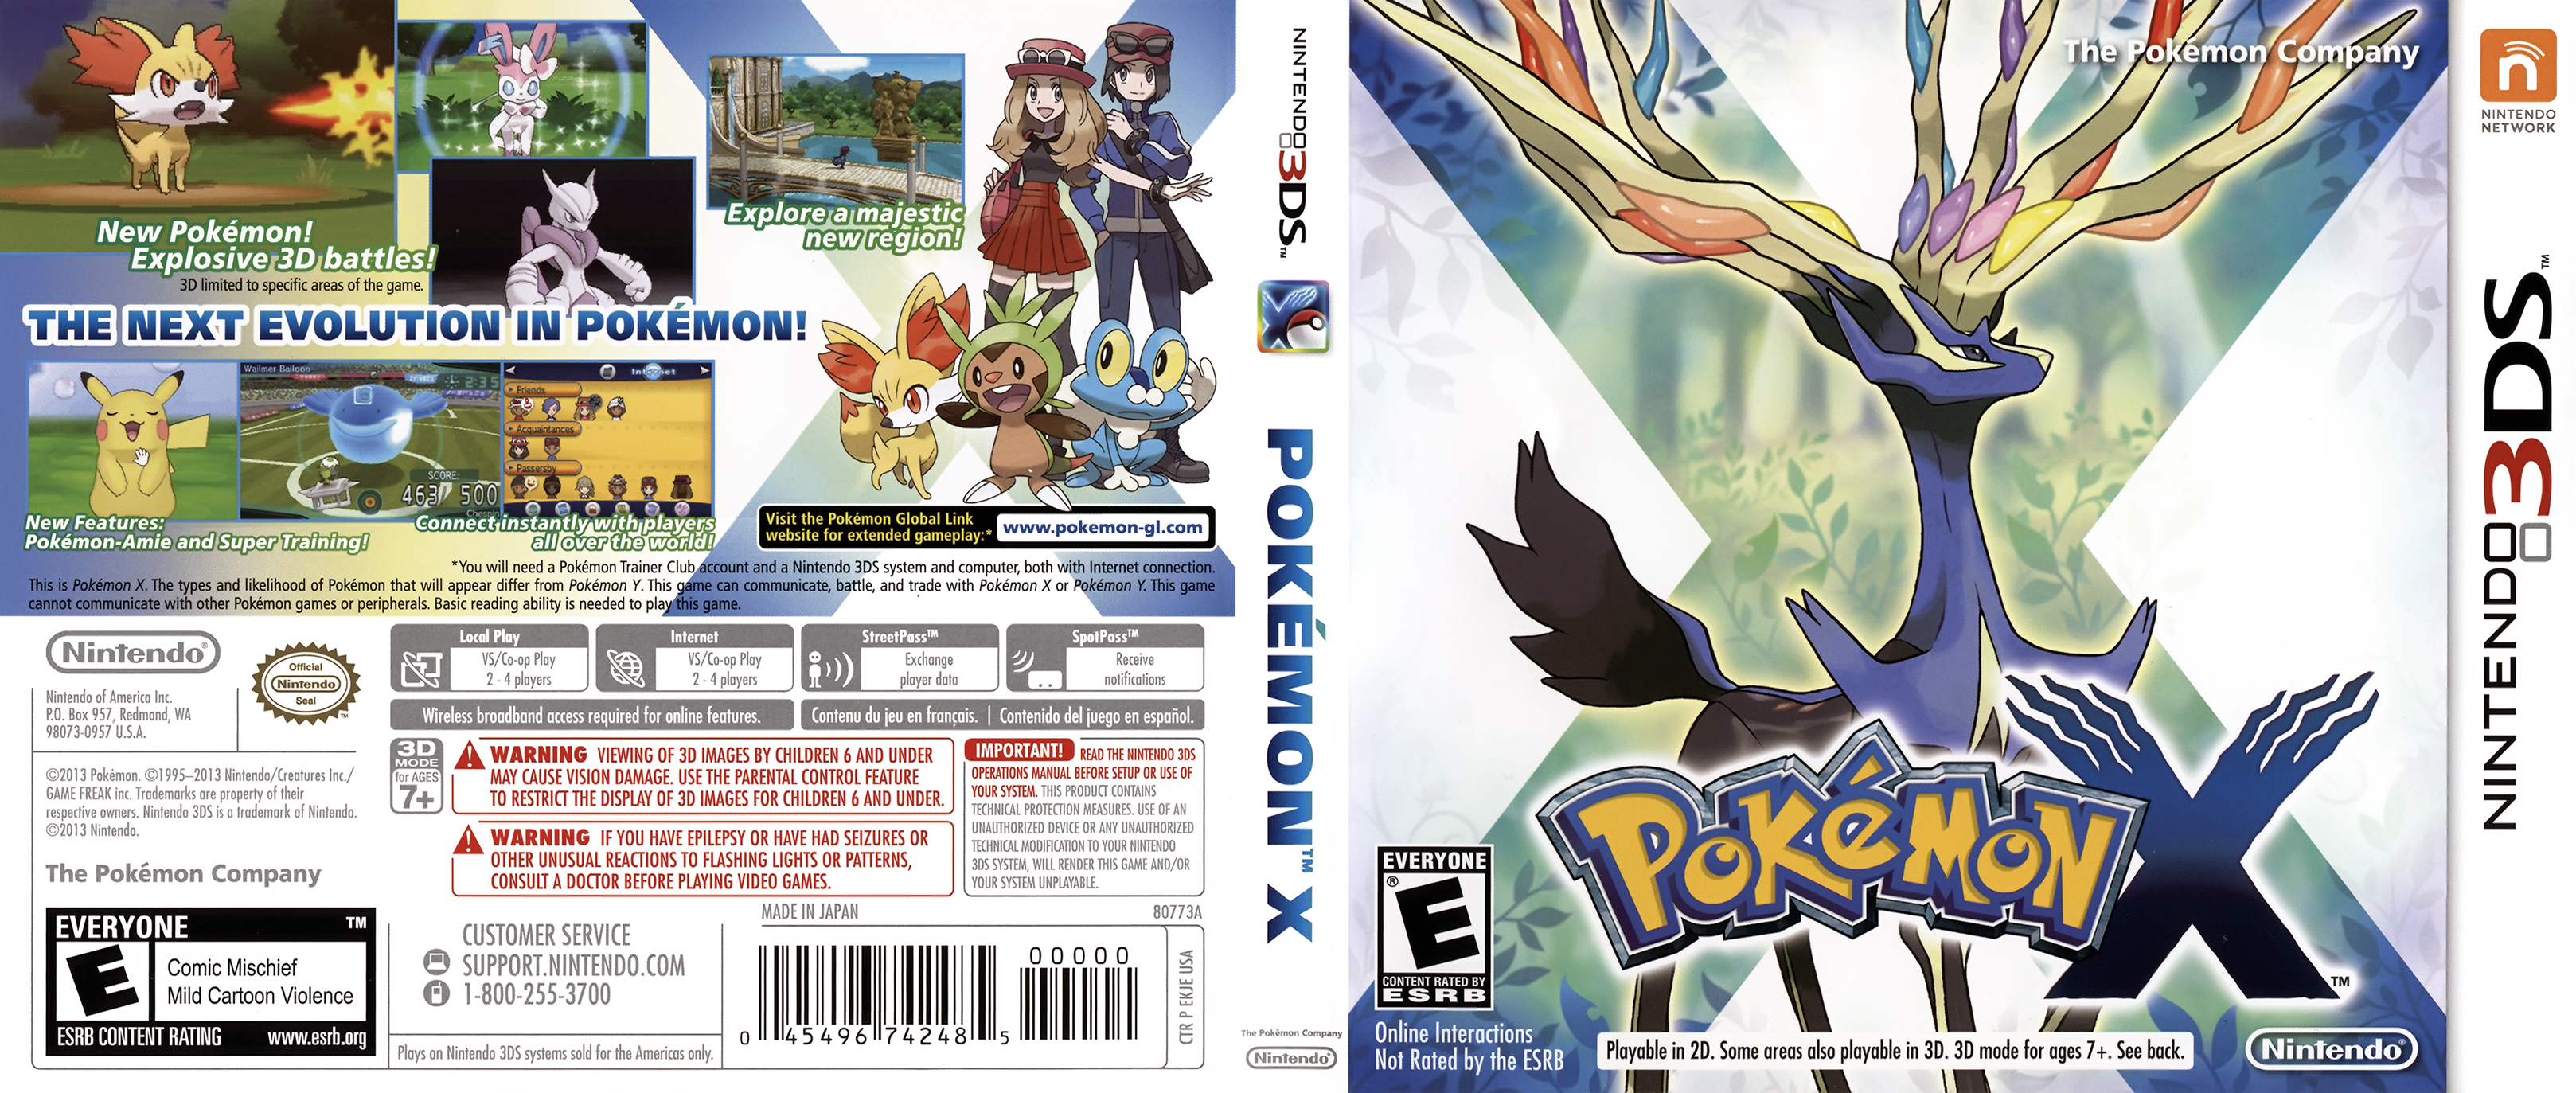 New Pokémon!
Explosive 3D battles!
3D limited to specific areas of the game.
Explore a majestic
new region!
THE NEXT EVOLUTION IN POKÉMON!
Wailmer Balloon
2:35
SCORE:
463/ 500
Chespin
Internet
Friends
Acquaintances
Passersby
New Features:
Pokémon-Amie and Super Training!
Connect instantly with players
all over the world!
Visit the Pokémon Global Link
website for extended gameplay:*
www.pokemon-gl.com
*You will need a Pokémon Trainer Club account and a Nintendo 3DS system and computer, both with Internet connection.
This is Pokémon X. The types and likelihood of Pokémon that will appear differ from Pokémon Y. This game can communicate, battle, and trade with Pokémon X or Pokémon Y. This game
cannot communicate with other Pokémon games or peripherals. Basic reading ability is needed to play this game.
Nintendo®
Official
Nintendo
Seal
™
Nintendo of America Inc.
P.O. Box 957, Redmond, WA
98073-0957 U.S.A.
Local Play
VS/Co-op Play
2 - 4 players
Internet
VS/Co-op Play
2 - 4 players
StreetPass™
Exchange
player data
SpotPass™
Receive
notifications
Wireless broadband access required for online features.
Contenu du jeu en français. | Contenido del juego en español.
©2013 Pokémon. ©1995–2013 Nintendo/Creatures Inc./
GAME FREAK inc. Trademarks are property of their
respective owners. Nintendo 3DS is a trademark of Nintendo.
©2013 Nintendo.
The Pokémon Company
3D
MODE
for AGES
7+
WARNING VIEWING OF 3D IMAGES BY CHILDREN 6 AND UNDER
MAY CAUSE VISION DAMAGE. USE THE PARENTAL CONTROL FEATURE
TO RESTRICT THE DISPLAY OF 3D IMAGES FOR CHILDREN 6 AND UNDER.
WARNING IF YOU HAVE EPILEPSY OR HAVE HAD SEIZURES OR
OTHER UNUSUAL REACTIONS TO FLASHING LIGHTS OR PATTERNS,
CONSULT A DOCTOR BEFORE PLAYING VIDEO GAMES.
IMPORTANT! READ THE NINTENDO 3DS
OPERATIONS MANUAL BEFORE SETUP OR USE OF
YOUR SYSTEM. THIS PRODUCT CONTAINS
TECHNICAL PROTECTION MEASURES. USE OF AN
UNAUTHORIZED DEVICE OR ANY UNAUTHORIZED
TECHNICAL MODIFICATION TO YOUR NINTENDO
3DS SYSTEM, WILL RENDER THIS GAME AND/OR
YOUR SYSTEM UNPLAYABLE.
EVERYONE ™
E
Comic Mischief
Mild Cartoon Violence
ESRB CONTENT RATING www.esrb.org
CUSTOMER SERVICE
SUPPORT.NINTENDO.COM
1-800-255-3700
Plays on Nintendo 3DS systems sold for the Americas only.
MADE IN JAPAN
80773A
00000
0 45496 74248 5
CTR P EKJE USA
NINTENDO3DS™
POKÉMON™ X
The Pokémon Company
Nintendo®
The Pokémon Company
Pokémon
X
™
EVERYONE
®
E
CONTENT RATED BY
ESRB
Online Interactions
Not Rated by the ESRB
Playable in 2D. Some areas also playable in 3D. 3D mode for ages 7+. See back.
Nintendo®
n
NINTENDO
NETWORK
NINTENDO3DS™